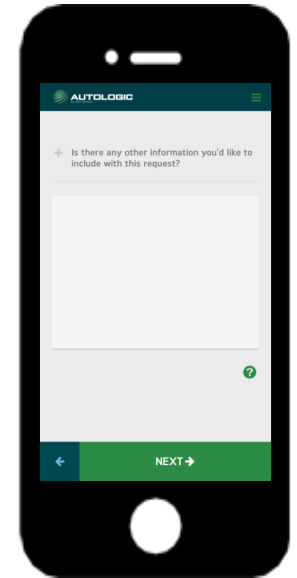 AUTOLOGIC
Is there any other information you'd like to
include with this request?
?
NEXT